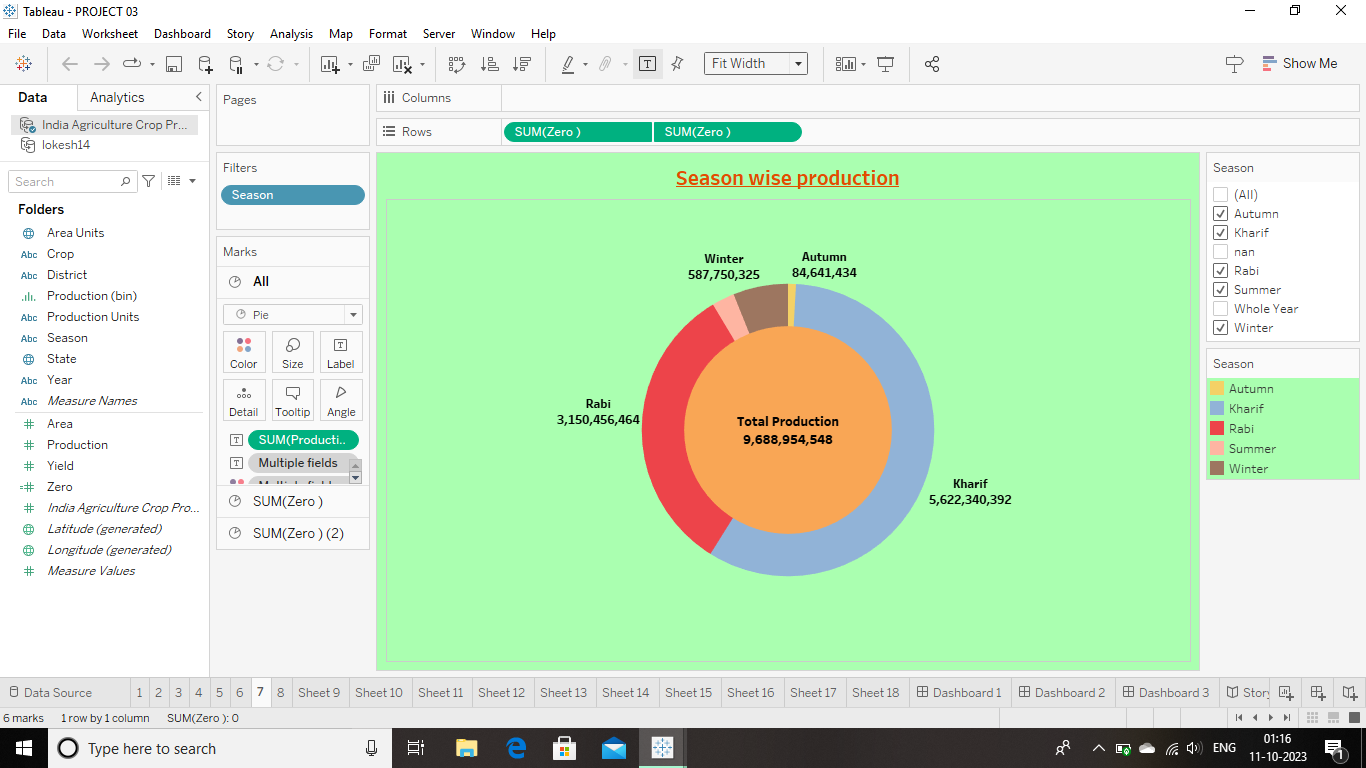 Tableau - PROJECT 03
File Data Worksheet Dashboard Story Analysis Map Format Server Window Help
Fit Width
Show Me
Data Analytics
India Agriculture Crop Pr...
lokesh14
Search
Folders
Area Units
Abc Crop
Abc District
Production (bin)
Abc Production Units
Abc Season
State
Abc Year
Abc Measure Names
Area
Production
Yield
Zero
India Agriculture Crop Pro...
Latitude (generated)
Longitude (generated)
Measure Values
Pages
Filters
Season
Marks
All
Pie
Color Size Label
Detail Tooltip Angle
SUM(Producti..
Multiple fields
SUM(Zero )
SUM(Zero ) (2)
Columns
Rows SUM(Zero ) SUM(Zero )
Season wise production
Winter
587,750,325
Autumn
84,641,434
Rabi
3,150,456,464
Total Production
9,688,954,548
Kharif
5,622,340,392
Season
(All)
Autumn
Kharif
nan
Rabi
Summer
Whole Year
Winter
Season
Autumn
Kharif
Rabi
Summer
Winter
Data Source 1 2 3 4 5 6 7 8 Sheet 9 Sheet 10 Sheet 11 Sheet 12 Sheet 13 Sheet 14 Sheet 15 Sheet 16 Sheet 17 Sheet 18 Dashboard 1 Dashboard 2 Dashboard 3 Story
6 marks 1 row by 1 column SUM(Zero ): 0
Type here to search
ENG
01:16
11-10-2023
1